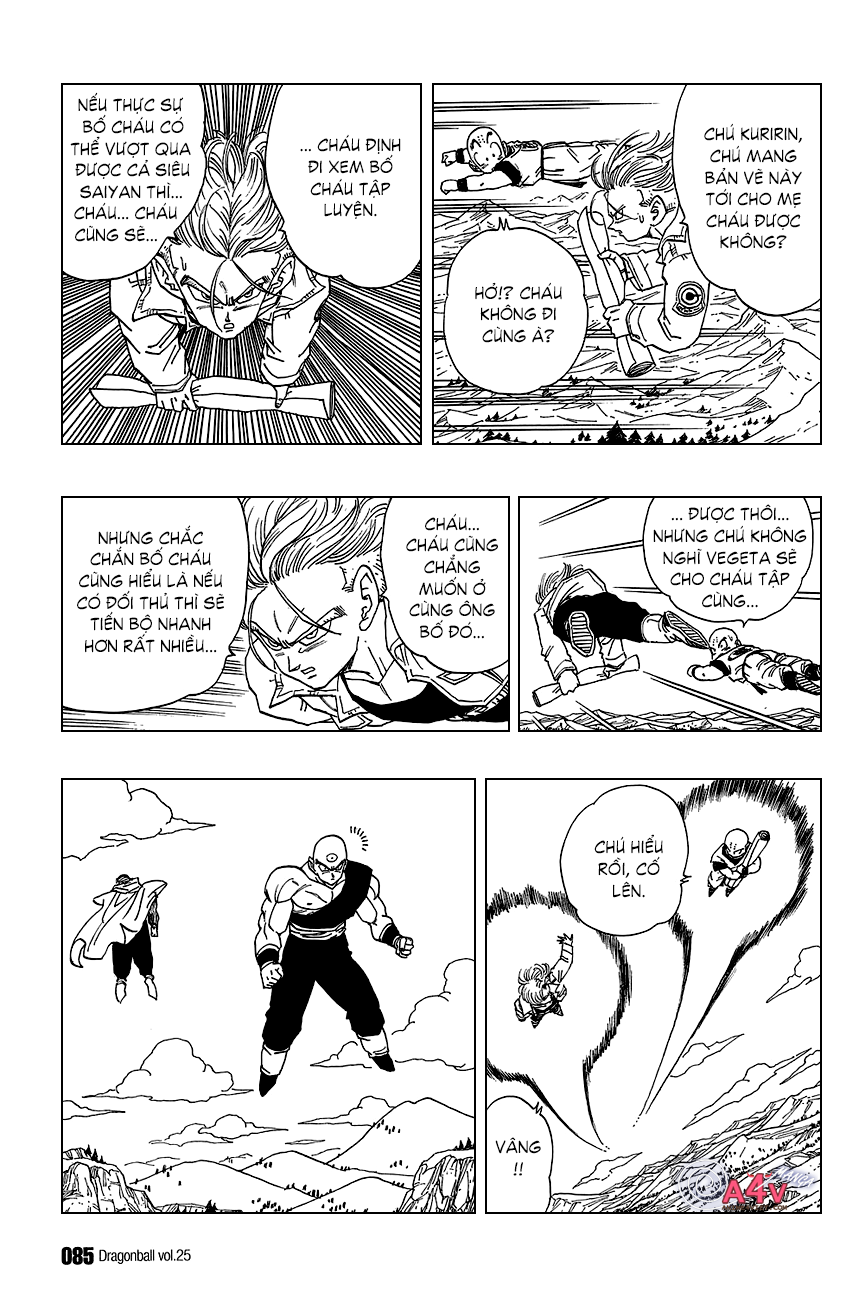 CHÚ KURIRIN,
CHÚ MANG
BẢN VẼ NÀY
TỚI CHO MẸ
CHÁU ĐƯỢC
KHÔNG?
HỞ!? CHÁU
KHÔNG ĐI
CÙNG À?
... CHÁU ĐỊNH
ĐI XEM BỐ
CHÁU TẬP
LUYỆN.
NẾU THỰC SỰ
BỐ CHÁU CÓ
THỂ VƯỢT QUA
ĐƯỢC CẢ SIÊU
SAIYAN THÌ...
CHÁU... CHÁU
CŨNG SẼ...
... ĐƯỢC THÔI...
NHƯNG CHÚ KHÔNG
NGHĨ VEGETA SẼ
CHO CHÁU TẬP
CÙNG...
CHÁU...
CHÁU CŨNG
CHẲNG
MUỐN Ở
CÙNG ÔNG
BỐ ĐÓ...
NHƯNG CHẮC
CHẮN BỐ CHÁU
CŨNG HIỂU LÀ NẾU
CÓ ĐỐI THỦ THÌ SẼ
TIẾN BỘ NHANH
HƠN RẤT NHIỀU...
CHÚ HIỂU
RỒI, CỐ
LÊN.
VÂNG
!!
A4v
085 Dragonball vol.25